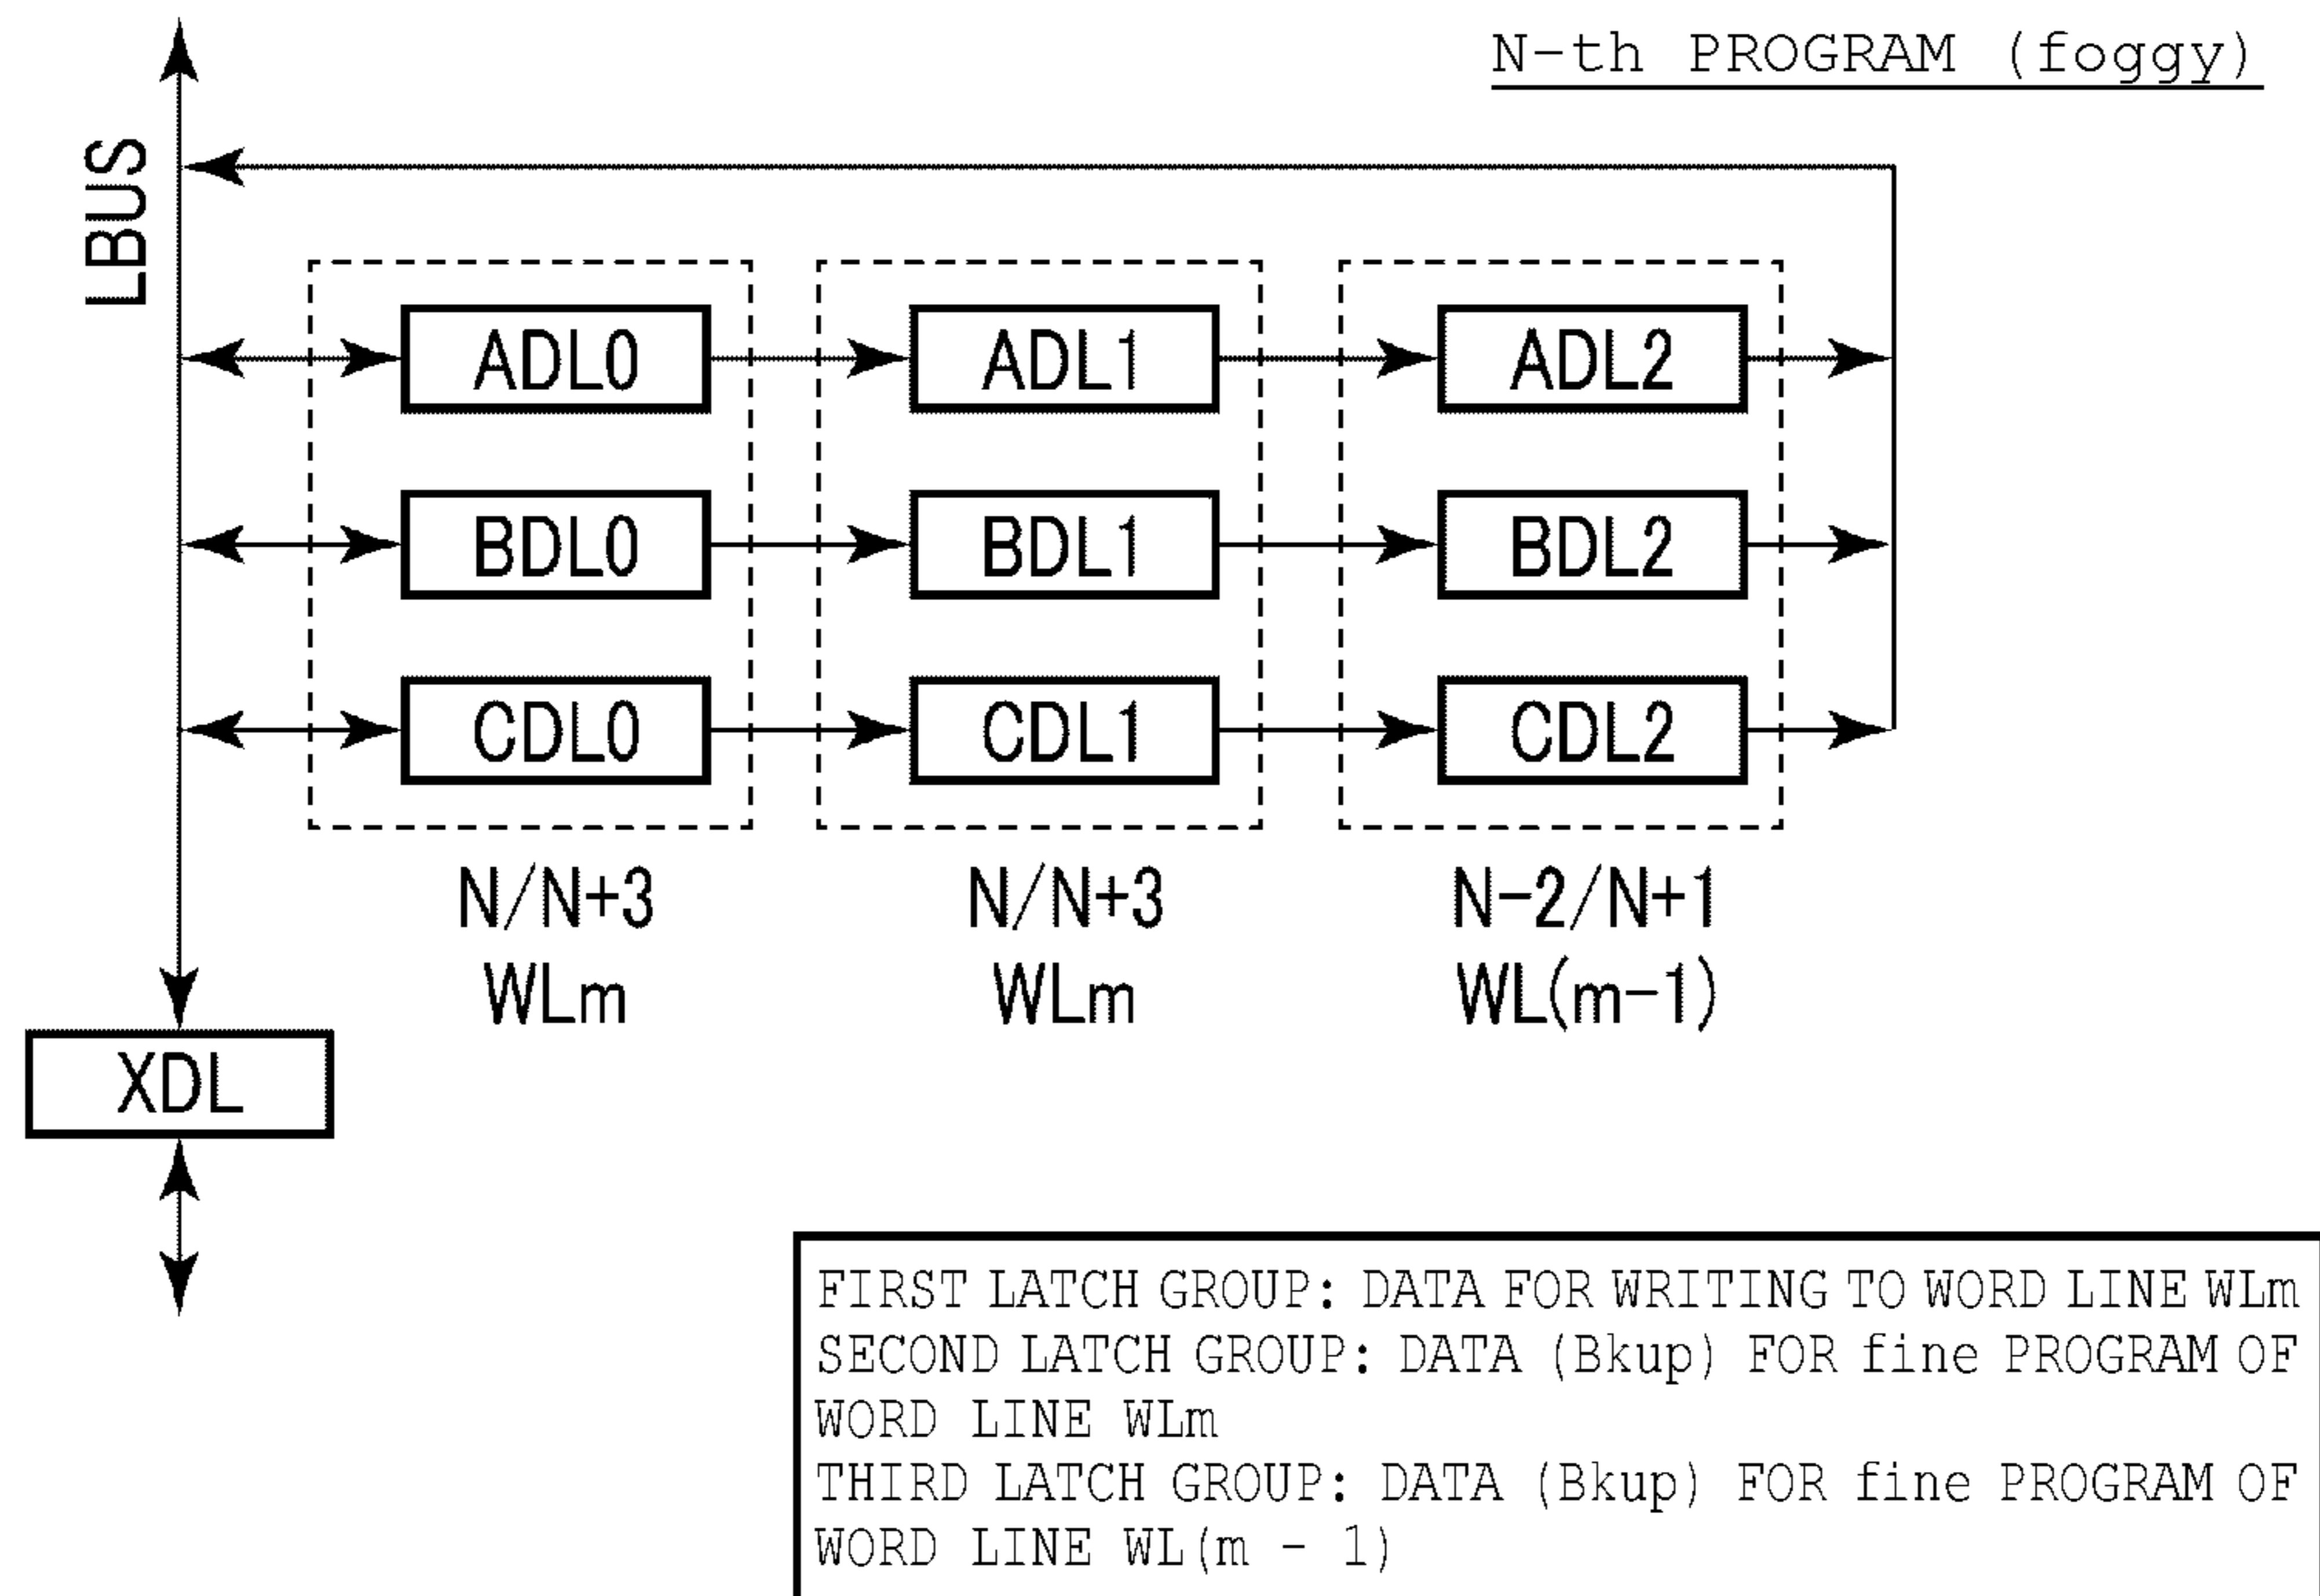 N-th PROGRAM (foggy)
LBUS
ADL0 ADL1 ADL2
BDL0 BDL1 BDL2
CDL0 CDL1 CDL2
N/N+3 N/N+3 N-2/N+1
WLm WLm WL(m-1)
XDL
FIRST LATCH GROUP: DATA FOR WRITING TO WORD LINE WLm
SECOND LATCH GROUP: DATA (Bkup) FOR fine PROGRAM OF
WORD LINE WLm
THIRD LATCH GROUP: DATA (Bkup) FOR fine PROGRAM OF
WORD LINE WL(m - 1)